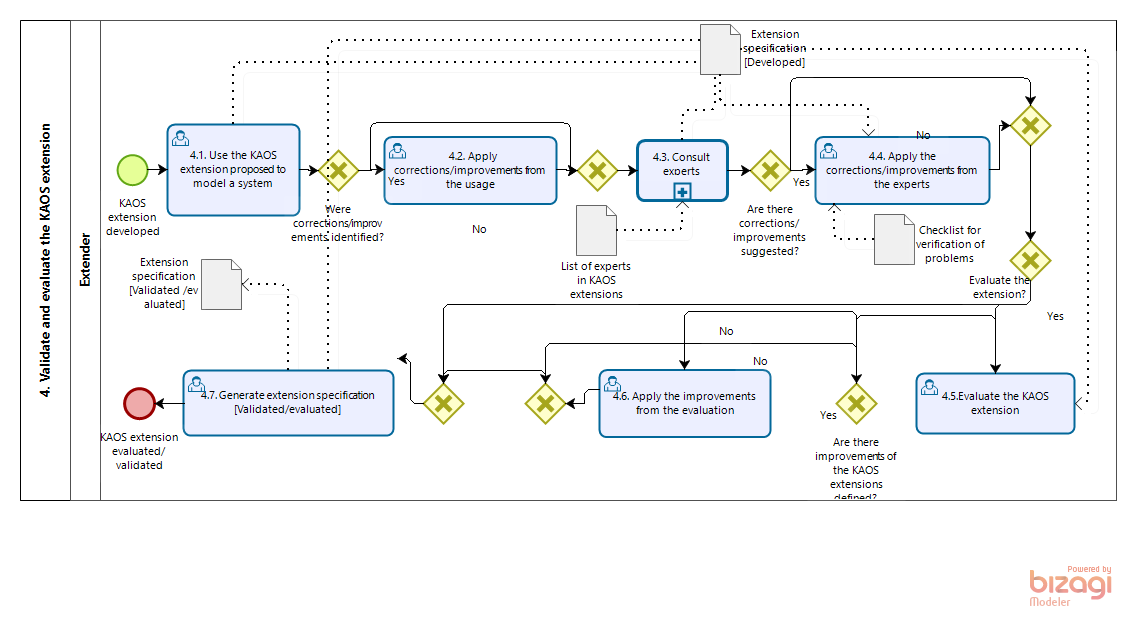 4. Validate and evaluate the KAOS extension
Extender
KAOS
extension
developed
4.1. Use the KAOS
extension proposed to
model a system
Were
corrections/improv
ements identified?
Yes
No
4.2. Apply
corrections/improvements from
the usage
4.3. Consult
experts
List of experts
in KAOS
extensions
Extension
specification
[Developed]
Are there
corrections/
improvements
suggested?
Yes
No
4.4. Apply the
corrections/improvements from
the experts
Checklist for
verification of
problems
Evaluate the
extension?
Yes
No
4.5.Evaluate the KAOS
extension
Are there
improvements of
the KAOS
extensions
defined?
Yes
No
4.6. Apply the improvements
from the evaluation
4.7. Generate extension specification
[Validated/evaluated]
Extension
specification
[Validated /ev
aluated]
KAOS extension
evaluated/
validated
Powered by
bizagi
Modeler